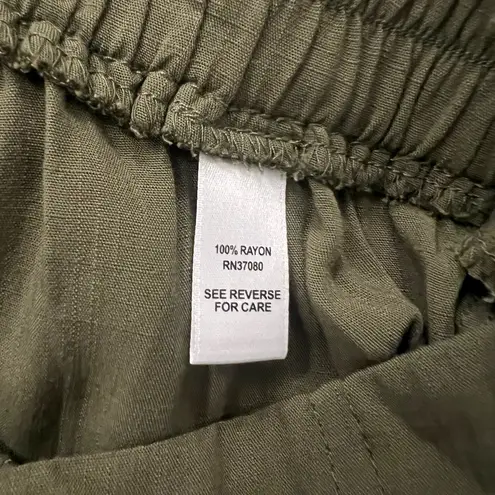 100% RAYON
RN37080
SEE REVERSE
FOR CARE